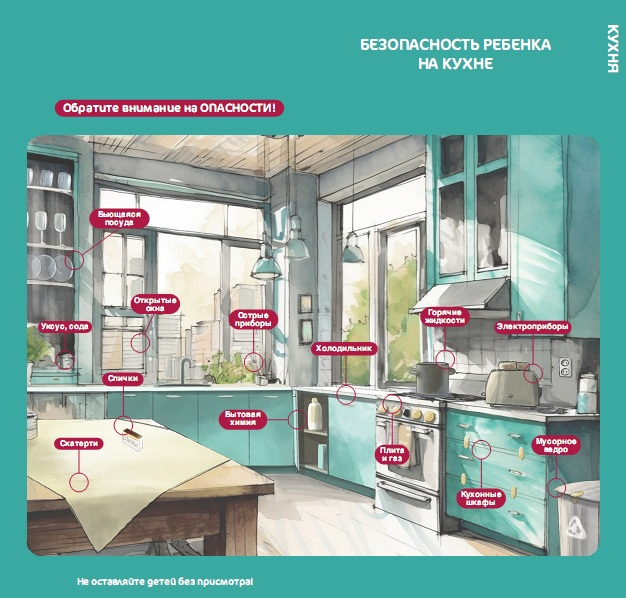 КУХНЯ
БЕЗОПАСНОСТЬ РЕБЕНКА
НА КУХНЕ
Обратите внимание на ОПАСНОСТИ!
Бьющаяся
посуда
Открытые
окна
Острые
приборы
Горячие
жидкости
Уксус, сода
Электроприборы
Холодильник
Спички
Бытовая
химия
Скатерти
Плита
и газ
Мусорное
ведро
Кухонные
шкафы
Не оставляйте детей без присмотра!